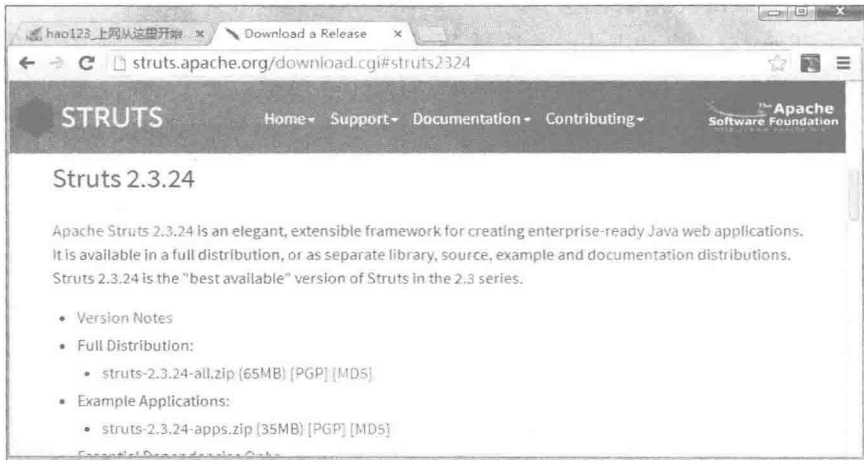 hao123_上网从这里开始
Download a Release
struts.apache.org/download.cgi#struts2324
STRUTS
Home
Support
Documentation
Contributing
The Apache
Software Foundation
Struts 2.3.24
Apache Struts 2.3.24 is an elegant, extensible framework for creating enterprise-ready Java web applications.
It is available in a full distribution, or as separate library, source, example and documentation distributions.
Struts 2.3.24 is the "best available" version of Struts in the 2.3 series.
Version Notes
Full Distribution:
struts-2.3.24-all.zip (65MB) [PGP] [MD5]
Example Applications:
struts-2.3.24-apps.zip (35MB) [PGP] [MD5]